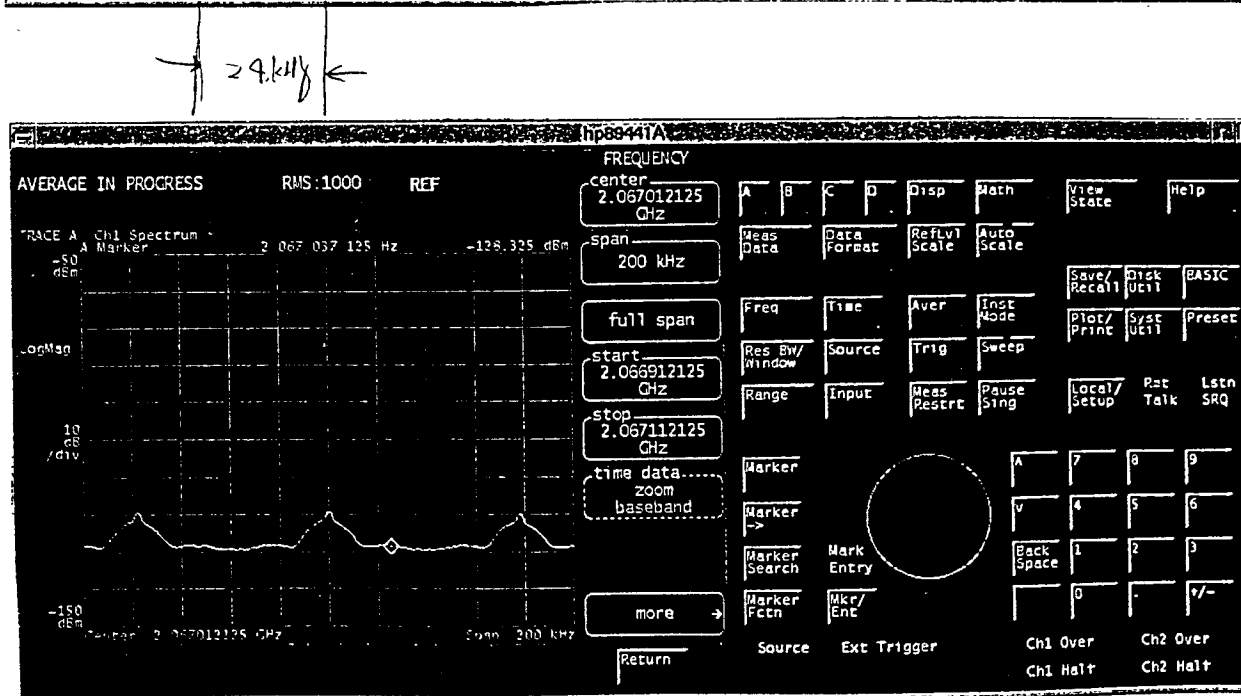 24.kHz
hp89441A
FREQUENCY
AVERAGE IN PROGRESS RMS:1000 REF
center
2.067012125
GHz
span
200 kHz
full span
start
2.066912125
GHz
stop
2.067112125
GHz
time data
zoom
baseband
more
Return
TRACE A Ch1 Spectrum
A Marker 2 067 037 125 Hz -128.325 dBm
-50
dBm
LogMag
10
dB
/div
-150
dBm
Center 2.067012125 GHz Span 200 kHz
A B C D Disp Math View State Help
Meas Data Data Format RefLvl Scale Auto Scale
Save/ Recall Disk Util BASIC
Freq Time Aver Inst Mode Plot/ Print Syst Util Preset
Res BW/ Window Source Trig Sweep
Range Input Meas Restrt Pause Sing Local/ Setup Rmt Talk Lstn SRQ
Marker
Marker ->
Marker Search Mark Entry
Marker Fctn Mkr/ Ent
^ 7 8 9
v 4 5 6
Back Space 1 2 3
0 . +/-
Source Ext Trigger
Ch1 Over Ch2 Over
Ch1 Half Ch2 Half